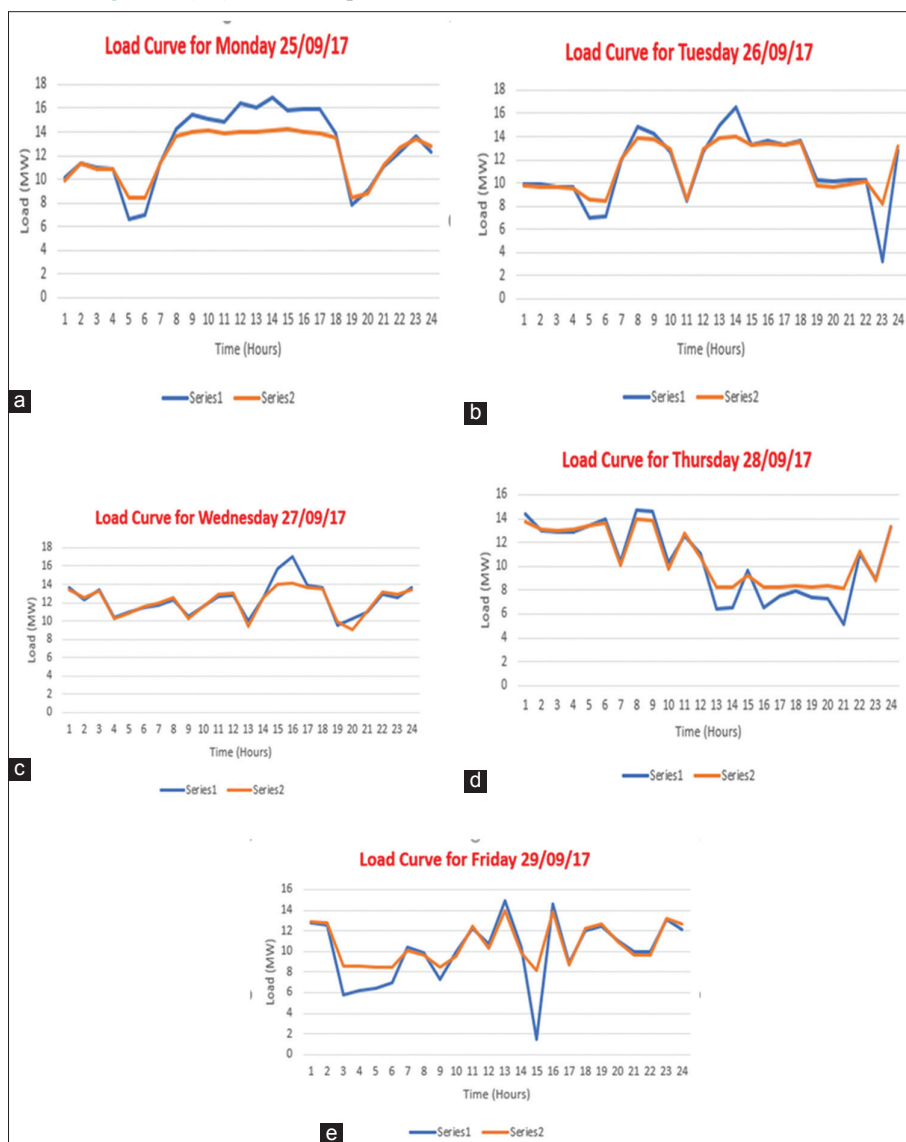 Load Curve for Monday 25/09/17
18
16
14
12
10
8
6
4
2
0
Load (MW)
1 2 3 4 5 6 7 8 9 10 11 12 13 14 15 16 17 18 19 20 21 22 23 24
Time (Hours)
Series1 Series2
a
Load Curve for Tuesday 26/09/17
18
16
14
12
10
8
6
4
2
0
Load (MW)
1 2 3 4 5 6 7 8 9 10 11 12 13 14 15 16 17 18 19 20 21 22 23 24
Time (Hours)
Series1 Series2
b
Load Curve for Wednesday 27/09/17
18
16
14
12
10
8
6
4
2
0
Load (MW)
1 2 3 4 5 6 7 8 9 10 11 12 13 14 15 16 17 18 19 20 21 22 23 24
Time (Hours)
Series1 Series2
c
Load Curve for Thursday 28/09/17
16
14
12
10
8
6
4
2
0
Load (MW)
1 2 3 4 5 6 7 8 9 10 11 12 13 14 15 16 17 18 19 20 21 22 23 24
Time (Hours)
Series1 Series2
d
Load Curve for Friday 29/09/17
16
14
12
10
8
6
4
2
0
Load (MW)
1 2 3 4 5 6 7 8 9 10 11 12 13 14 15 16 17 18 19 20 21 22 23 24
Time (Hours)
Series1 Series2
e